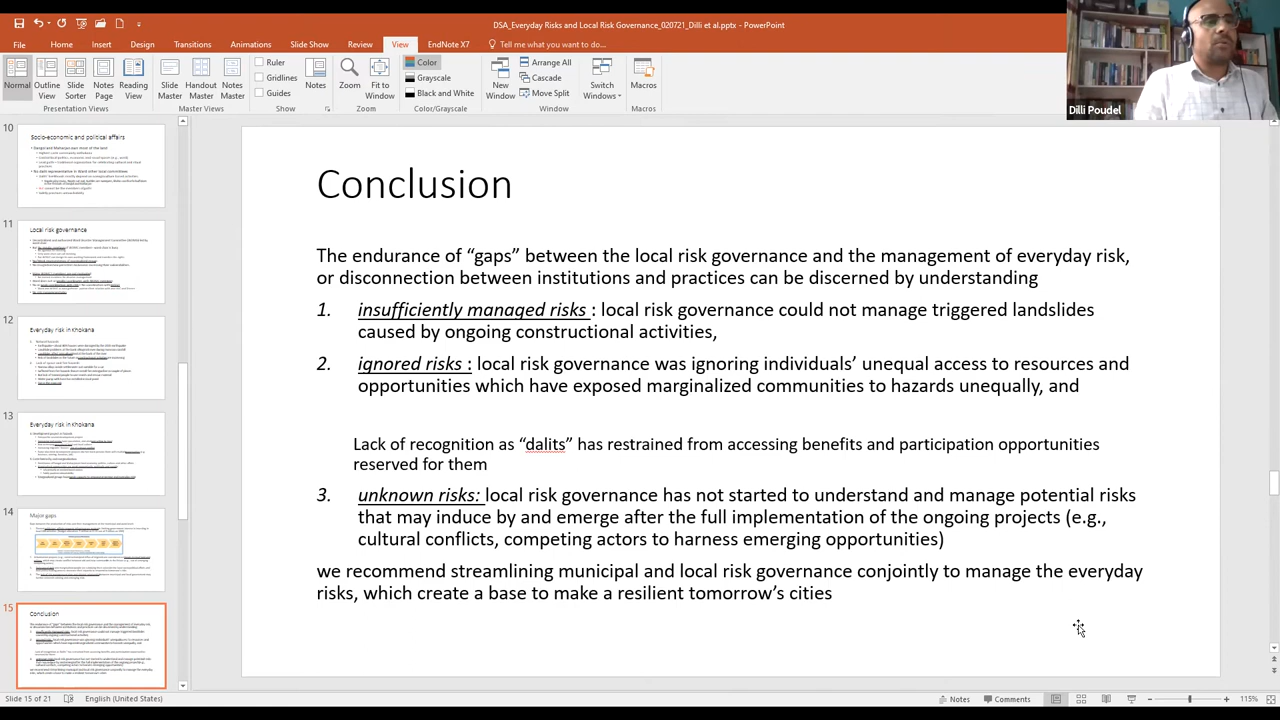 DSA_Everyday Risks and Local Risk Governance_020721_Dilli et al.pptx - PowerPoint
File Home Insert Design Transitions Animations Slide Show Review View EndNote X7 Tell me what you want to do...
Normal Outline View Slide Sorter Notes Page Reading View
Presentation Views
Slide Master Handout Master Notes Master
Master Views
Ruler
Gridlines
Guides
Show
Notes
Zoom Fit to Window
Zoom
Color
Grayscale
Black and White
Color/Grayscale
New Window
Arrange All
Cascade
Move Split
Switch Windows
Window
Macros
Macros
Dilli Poudel
10
Socio-economic and political affairs
11
Local risk governance
12
Everyday risk in Khokana
13
Everyday risk in Khokana
14
Major gaps
15
Conclusion
Conclusion
The endurance of “gaps” between the local risk governance and the management of everyday risk,
or disconnection between institutions and practices can be discerned by understanding
1. insufficiently managed risks : local risk governance could not manage triggered landslides
caused by ongoing constructional activities,
2. ignored risks : local risk governance was ignoring individuals’ unequal access to resources and
opportunities which have exposed marginalized communities to hazards unequally, and
Lack of recognition as “dalits” has restrained from accessing benefits and participation opportunities
reserved for them
3. unknown risks: local risk governance has not started to understand and manage potential risks
that may induce by and emerge after the full implementation of the ongoing projects (e.g.,
cultural conflicts, competing actors to harness emerging opportunities)
we recommend streamlining municipal and local risk governance conjointly to manage the everyday
risks, which create a base to make a resilient tomorrow’s cities
Slide 15 of 21 English (United States) Notes Comments 115%